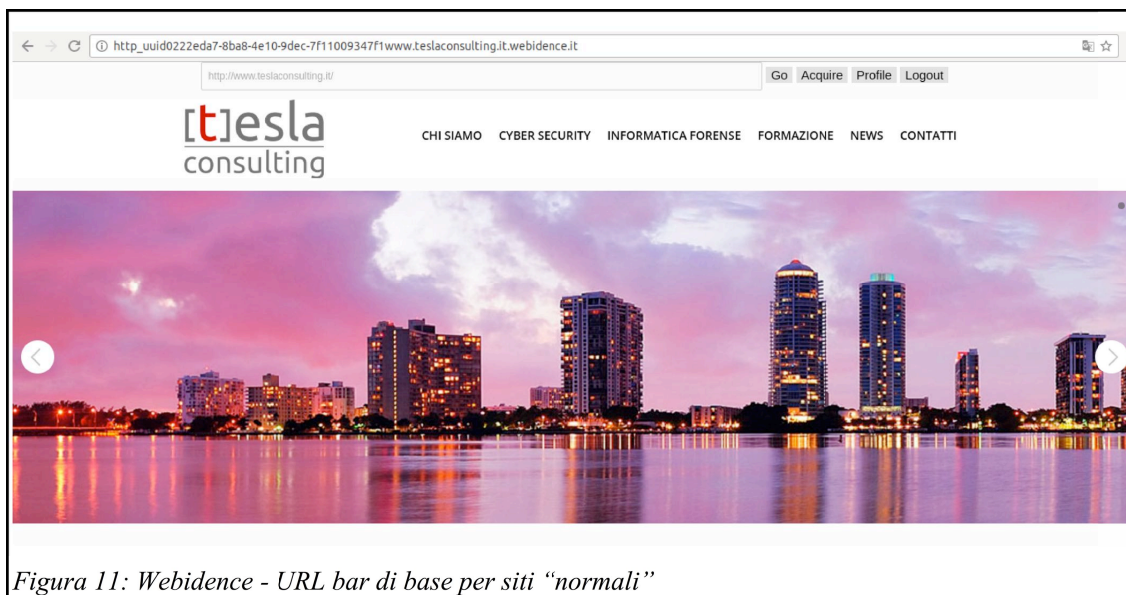 http_uuid0222eda7-8ba8-4e10-9dec-7f11009347f1www.teslaconsulting.it.webidence.it
http://www.teslaconsulting.it/ Go Acquire Profile Logout
[t]esla
consulting
CHI SIAMO CYBER SECURITY INFORMATICA FORENSE FORMAZIONE NEWS CONTATTI
Figura 11: Webidence - URL bar di base per siti “normali”